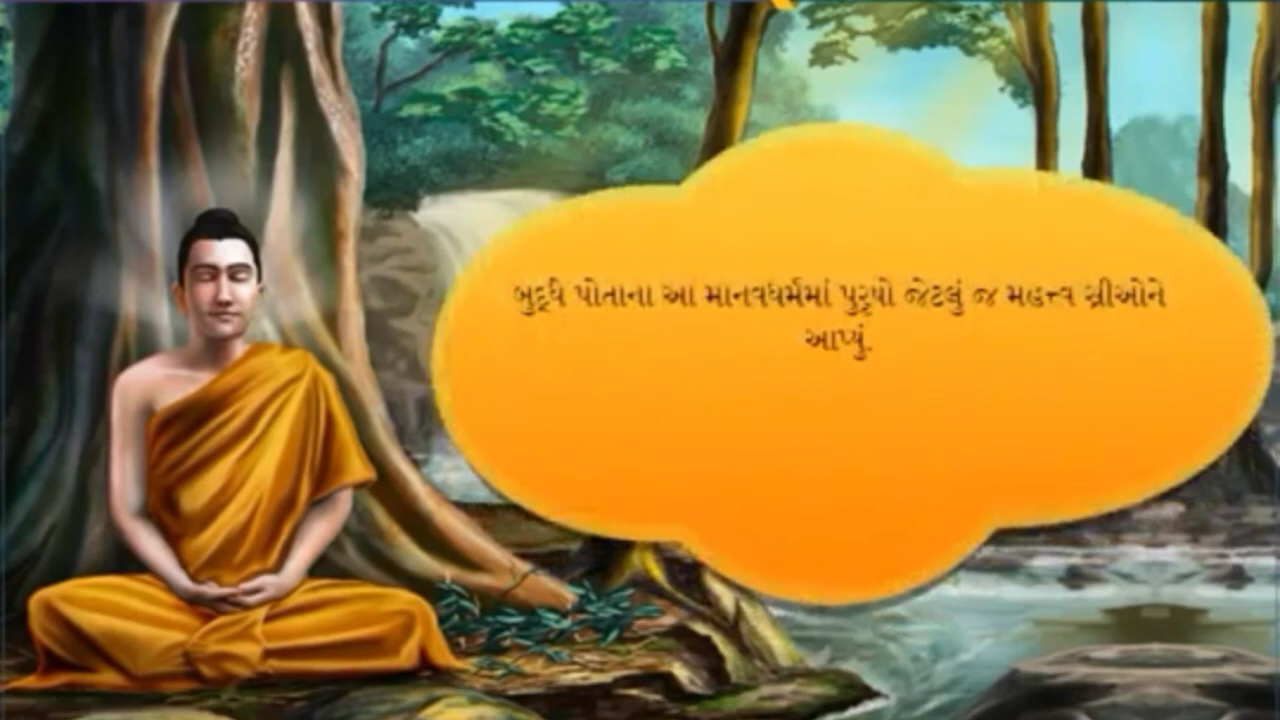 બુદ્ધે પોતાના આ માનવધર્મમાં પુરુષો જેટલું જ મહત્ત્વ સ્ત્રીઓને
આપ્યું.